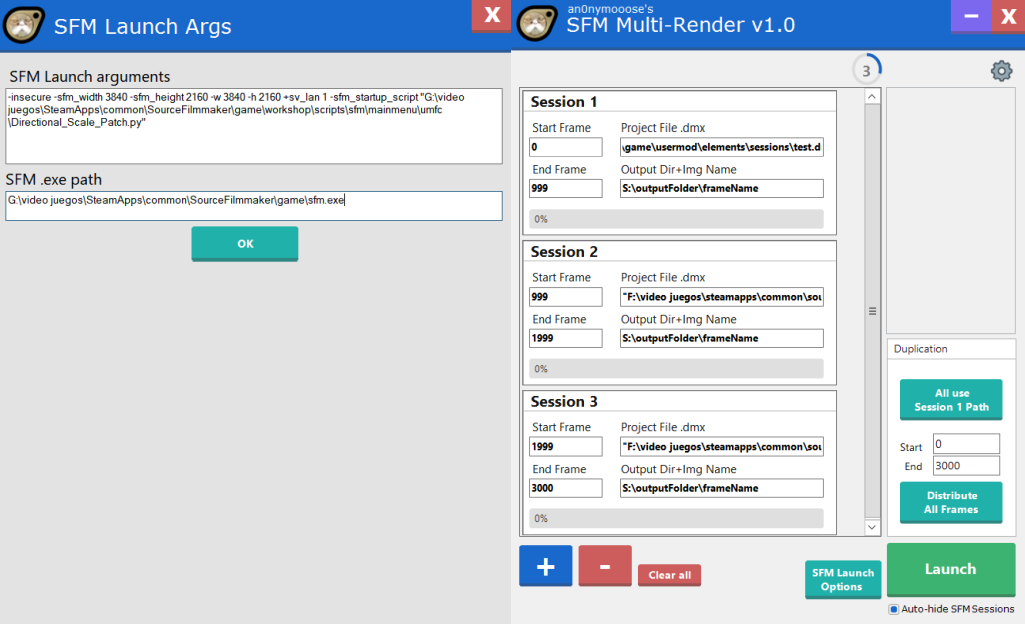 SFM Launch Args
X
SFM Launch arguments
-insecure -sfm_width 3840 -sfm_height 2160 -w 3840 -h 2160 +sv_lan 1 -sfm_startup_script "G:\video
juegos\SteamApps\common\SourceFilmmaker\game\workshop\scripts\sfm\mainmenu\umfc
\Directional_Scale_Patch.py"
SFM .exe path
G:\video juegos\SteamApps\common\SourceFilmmaker\game\sfm.exe
OK
an0nymooose's
SFM Multi-Render v1.0
X
3
Session 1
Start Frame
Project File .dmx
0
\game\usermod\elements\sessions\test.d
End Frame
Output Dir+Img Name
999
S:\outputFolder\frameName
0%
Session 2
Start Frame
Project File .dmx
999
"F:\video juegos\steamapps\common\sou
End Frame
Output Dir+Img Name
1999
S:\outputFolder\frameName
0%
Session 3
Start Frame
Project File .dmx
1999
"F:\video juegos\steamapps\common\sou
End Frame
Output Dir+Img Name
3000
S:\outputFolder\frameName
0%
Duplication
All use
Session 1 Path
Start
0
End
3000
Distribute
All Frames
+
-
Clear all
SFM Launch
Options
Launch
Auto-hide SFM Sessions